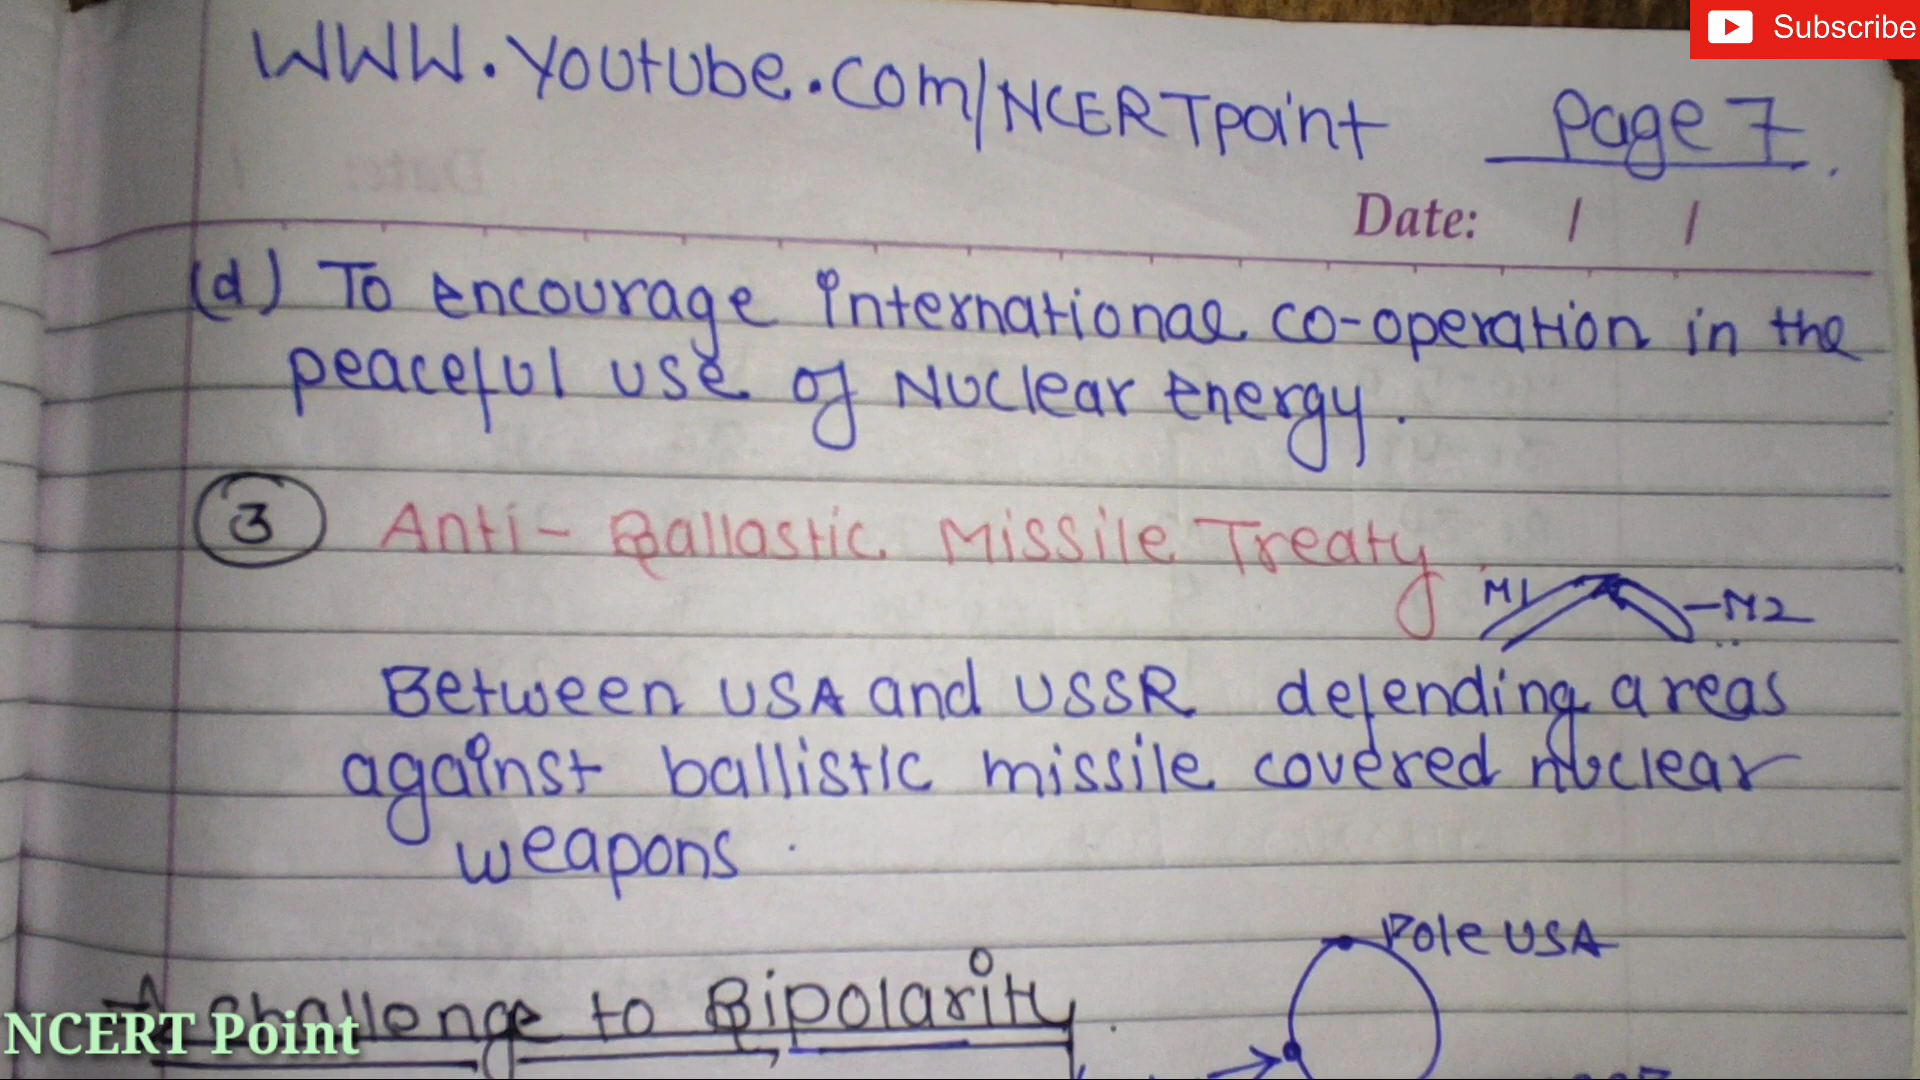 Subscribe
WWW.Youtube.com/NCERTpoint
Page 7
Date: / /
(d) To encourage international co-operation in the
peaceful use of Nuclear energy.
3 Anti-Ballastic Missile Treaty
M1 -M2
Between USA and USSR defending areas
against ballistic missile covered nuclear
weapons.
Pole USA
Challenge to Bipolarity.
NCERT Point